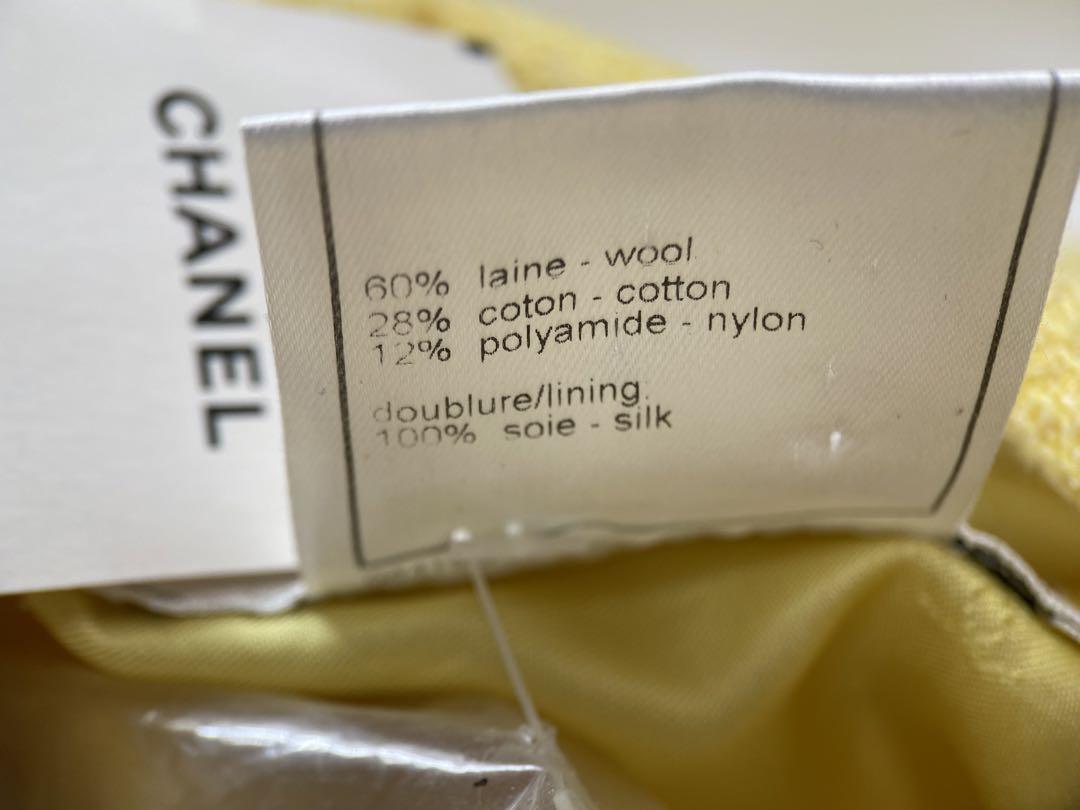 CHANEL
60% laine - wool
28% coton - cotton
12% polyamide - nylon
doublure/lining
100% soie - silk